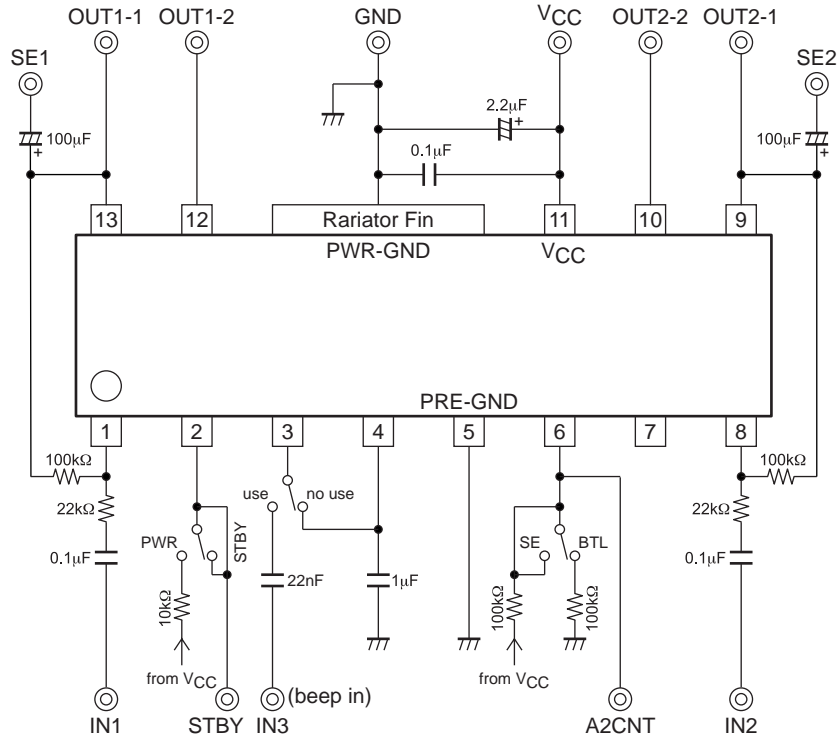 OUT1-1 OUT1-2 GND VCC OUT2-2 OUT2-1
SE1 SE2
2.2µF
+
100µF 100µF
+ +
0.1µF
13 12 Rariator Fin 11 10 9
PWR-GND VCC
PRE-GND
1 2 3 4 5 6 7 8
100kΩ 100kΩ
use no use
22kΩ 22kΩ
PWR STBY SE BTL
0.1µF 0.1µF
22nF 1µF
10kΩ 100kΩ 100kΩ
from VCC from VCC
(beep in)
IN1 STBY IN3 A2CNT IN2